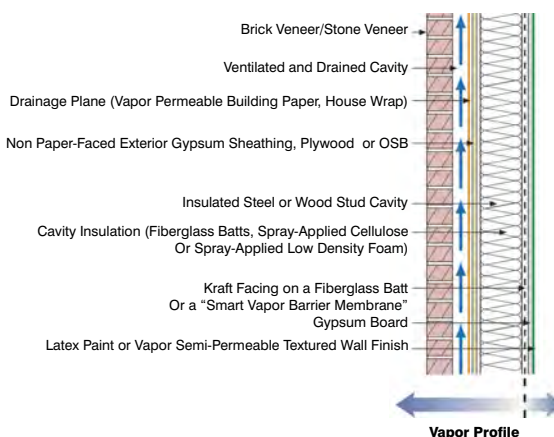 Brick Veneer/Stone Veneer
Ventilated and Drained Cavity
Drainage Plane (Vapor Permeable Building Paper, House Wrap)
Non Paper-Faced Exterior Gypsum Sheathing, Plywood or OSB
Insulated Steel or Wood Stud Cavity
Cavity Insulation (Fiberglass Batts, Spray-Applied Cellulose
Or Spray-Applied Low Density Foam)
Kraft Facing on a Fiberglass Batt
Or a “Smart Vapor Barrier Membrane”
Gypsum Board
Latex Paint or Vapor Semi-Permeable Textured Wall Finish
Vapor Profile